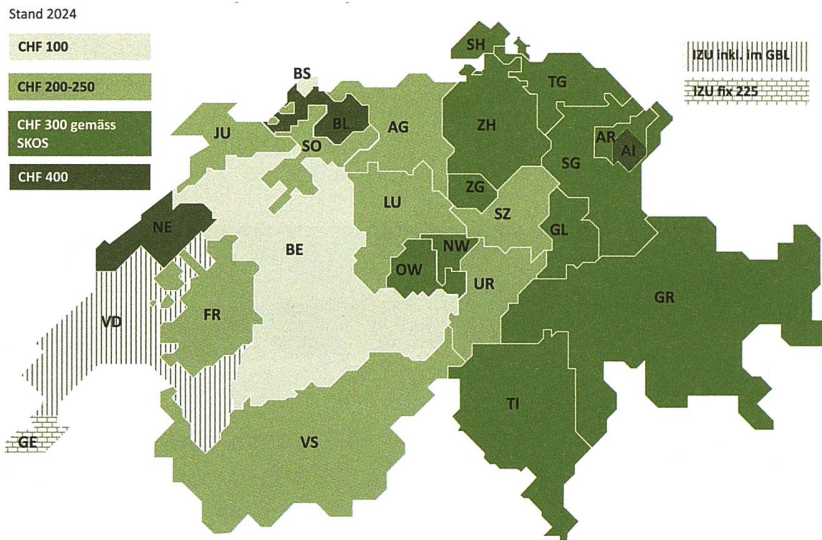 Stand 2024
CHF 100
CHF 200-250
CHF 300 gemäss
SKOS
CHF 400
IZU inkl. im GBL
IZU fix 225
SH
BS
TG
BL
AG
ZH
JU
SO
AR
AI
SG
ZG
LU
SZ
NE
GL
NW
BE
OW
UR
GR
FR
VD
TI
GE
VS